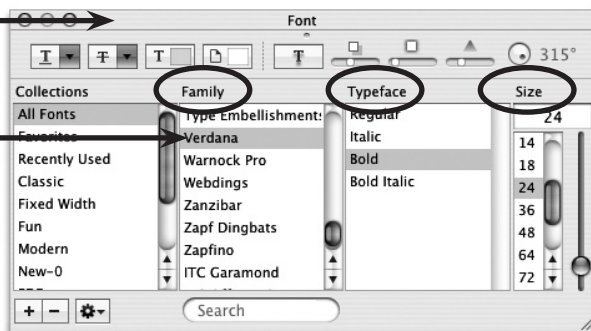 Font
T T T T 315°
Collections Family Typeface Size
All Fonts Type Embellishments Regular 24
Favorites Verdana Italic 14
Recently Used Warnock Pro Bold 18
Classic Webdings Bold Italic 24
Fixed Width Zanzibar 36
Fun Zapf Dingbats 48
Modern Zapfino 64
New-0 ITC Garamond 72
+ − Search